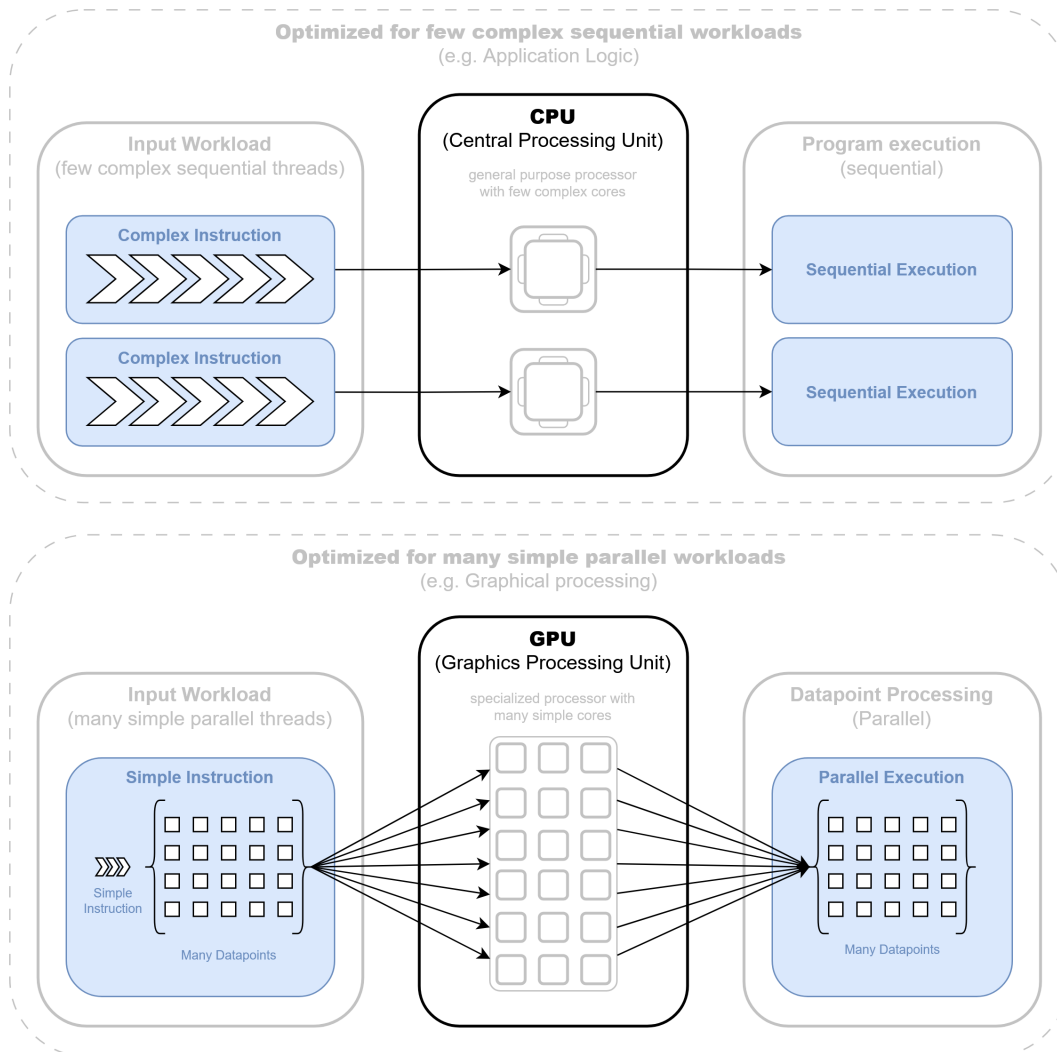 Optimized for few complex sequential workloads
(e.g. Application Logic)
Input Workload
(few complex sequential threads)
Complex Instruction
Complex Instruction
CPU
(Central Processing Unit)
general purpose processor
with few complex cores
Program execution
(sequential)
Sequential Execution
Sequential Execution
Optimized for many simple parallel workloads
(e.g. Graphical processing)
Input Workload
(many simple parallel threads)
Simple Instruction
Simple
Instruction
Many Datapoints
GPU
(Graphics Processing Unit)
specialized processor with
many simple cores
Datapoint Processing
(Parallel)
Parallel Execution
Many Datapoints